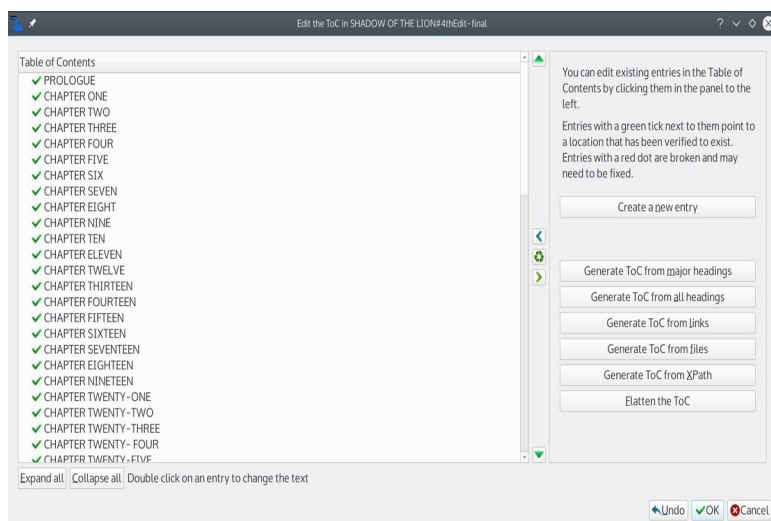 Edit the ToC in SHADOW OF THE LION#4thEdit-final
Table of Contents
PROLOGUE
CHAPTER ONE
CHAPTER TWO
CHAPTER THREE
CHAPTER FOUR
CHAPTER FIVE
CHAPTER SIX
CHAPTER SEVEN
CHAPTER EIGHT
CHAPTER NINE
CHAPTER TEN
CHAPTER ELEVEN
CHAPTER TWELVE
CHAPTER THIRTEEN
CHAPTER FOURTEEN
CHAPTER FIFTEEN
CHAPTER SIXTEEN
CHAPTER SEVENTEEN
CHAPTER EIGHTEEN
CHAPTER NINETEEN
CHAPTER TWENTY-ONE
CHAPTER TWENTY-TWO
CHAPTER TWENTY-THREE
CHAPTER TWENTY- FOUR
CHAPTER TWENTY-FIVE
Expand all Collapse all Double click on an entry to change the text
You can edit existing entries in the Table of
Contents by clicking them in the panel to the
left.
Entries with a green tick next to them point to
a location that has been verified to exist.
Entries with a red dot are broken and may
need to be fixed.
Create a new entry
Generate ToC from major headings
Generate ToC from all headings
Generate ToC from links
Generate ToC from files
Generate ToC from XPath
Flatten the ToC
Undo OK Cancel